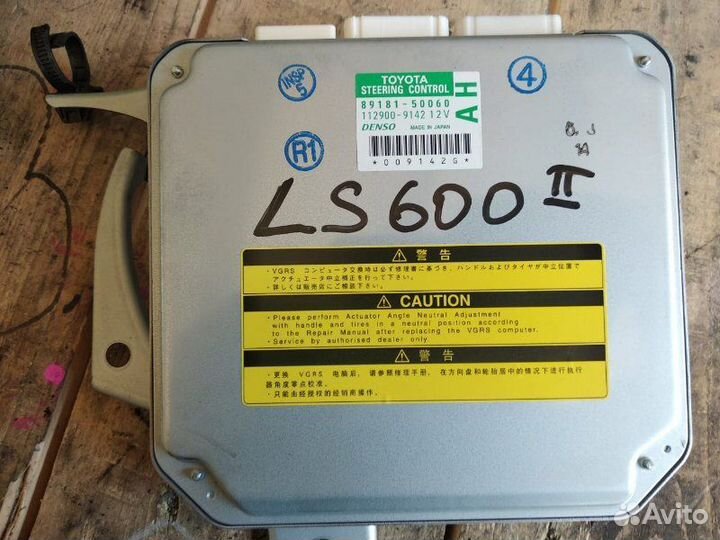 INSP
5
R1
4
TOYOTA
STEERING CONTROL
89181-50060
112900-9142 12V
DENSO MADE IN JAPAN
AH
*009142G*
LS600 II
警告
・VGRS コンピュータ交換時は必ず修理書に基づき、ハンドルおよびタイヤが中立位置で
アクチュエータ中立補正を行って下さい。
・詳しくは販売店にご相談下さい。
CAUTION
・Please perform Actuator Angle Neutral Adjustment
with handle and tires in a neutral position according
to the Repair Manual after replacing the VGRS computer.
・Service by authorised dealer only.
警告
・更换 VGRS 电脑后, 请参照修理手册, 在方向盘和轮胎居中的情况下进行执行
器角度零点校准。
・只能由经授权的经销商操作。
Avito